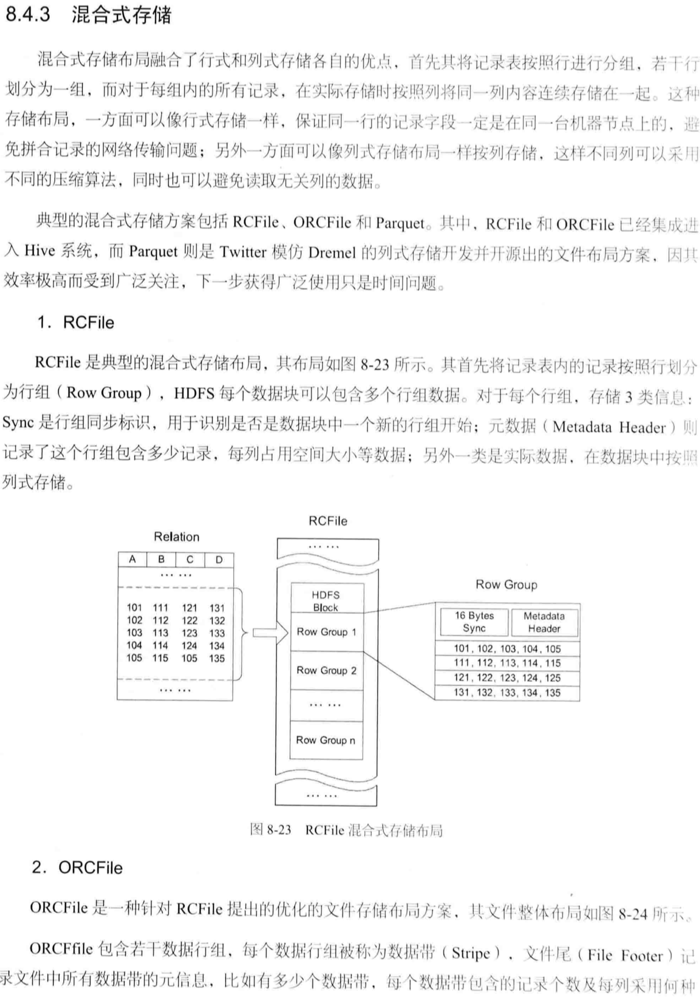 8.4.3 混合式存储
混合式存储布局融合了行式和列式存储各自的优点，首先其将记录表按照行进行分组，若干行
划分为一组，而对于每组内的所有记录，在实际存储时按照列将同一列内容连续存储在一起。这种
存储布局，一方面可以像行式存储一样，保证同一行的记录字段一定是在同一台机器节点上的，避
免拼合记录的网络传输问题；另外一方面可以像列式存储布局一样按列存储，这样不同列可以采用
不同的压缩算法，同时也可以避免读取无关列的数据。
典型的混合式存储方案包括 RCFile、ORCFile 和 Parquet。其中，RCFile 和 ORCFile 已经集成进
入 Hive 系统，而 Parquet 则是 Twitter 模仿 Dremel 的列式存储开发并开源出的文件布局方案，因其
效率极高而受到广泛关注，下一步获得广泛使用只是时间问题。
1．RCFile
RCFile 是典型的混合式存储布局，其布局如图 8-23 所示。其首先将记录表内的记录按照行划分
为行组（Row Group），HDFS 每个数据块可以包含多个行组数据。对于每个行组，存储 3 类信息：
Sync 是行组同步标识，用于识别是否是数据块中一个新的行组开始；元数据（Metadata Header）则
记录了这个行组包含多少记录，每列占用空间大小等数据；另外一类是实际数据，在数据块中按照
列式存储。
Relation
A B C D
... ...
101 111 121 131
102 112 122 132
103 113 123 133
104 114 124 134
105 115 105 135
... ...
RCFile
... ...
HDFS
Block
Row Group 1
Row Group 2
... ...
Row Group n
... ...
Row Group
16 Bytes
Sync
Metadata
Header
101, 102, 103, 104, 105
111, 112, 113, 114, 115
121, 122, 123, 124, 125
131, 132, 133, 134, 135
图 8-23 RCFile 混合式存储布局
2．ORCFile
ORCFile 是一种针对 RCFile 提出的优化的文件存储布局方案，其文件整体布局如图 8-24 所示。
ORCFfile 包含若干数据行组，每个数据行组被称为数据带（Stripe），文件尾（File Footer）记
录文件中所有数据带的元信息，比如有多少个数据带，每个数据带包含的记录个数及每列采用何种